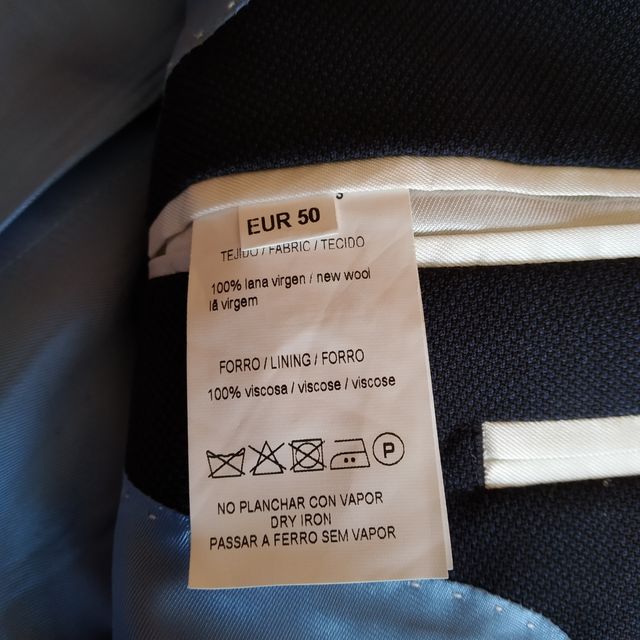 EUR 50
TEJIDO / FABRIC / TECIDO
100% lana virgen / new wool
lã virgem
FORRO / LINING / FORRO
100% viscosa / viscose / viscose
P
NO PLANCHAR CON VAPOR
DRY IRON
PASSAR A FERRO SEM VAPOR